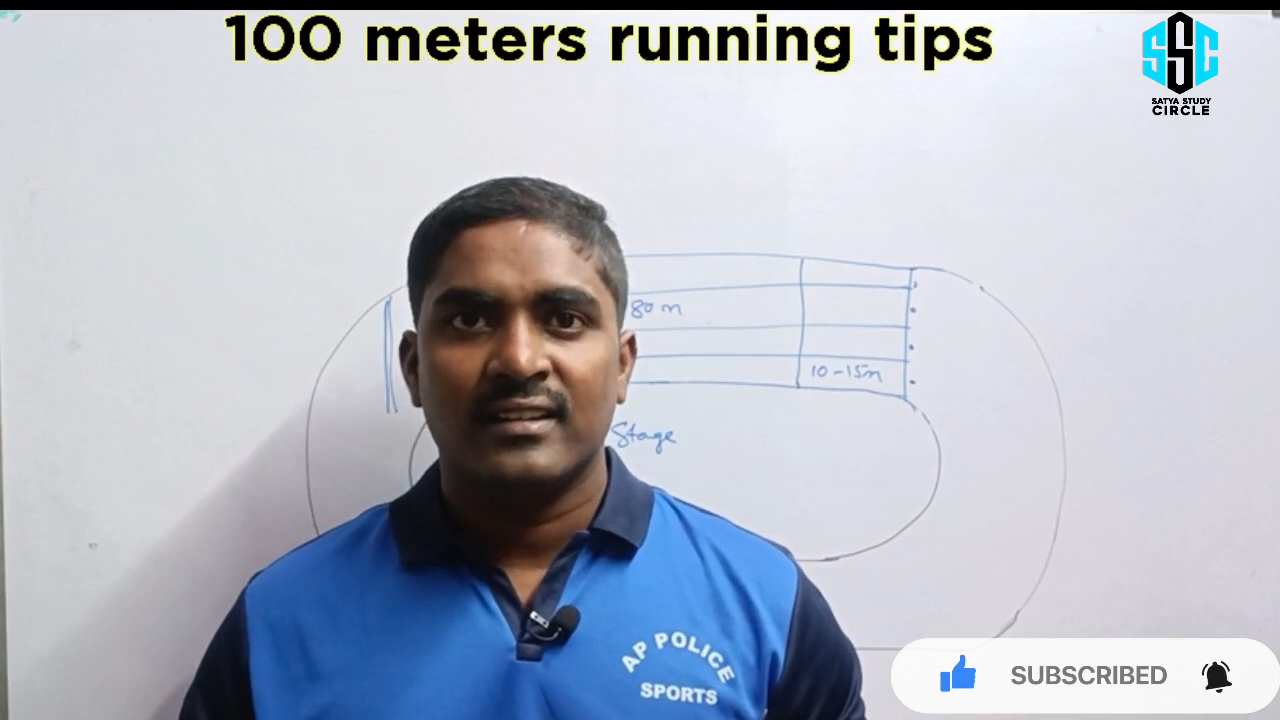 100 meters running tips
SSC
SATYA STUDY
CIRCLE
80 m
10-15m
Stage
AP POLICE
SPORTS
SUBSCRIBED